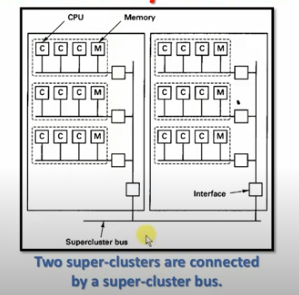 CPU Memory
C C C M C C C M
C C C M C C C M
C C C M C C C M
Interface
Supercluster bus
Two super-clusters are connected
by a super-cluster bus.